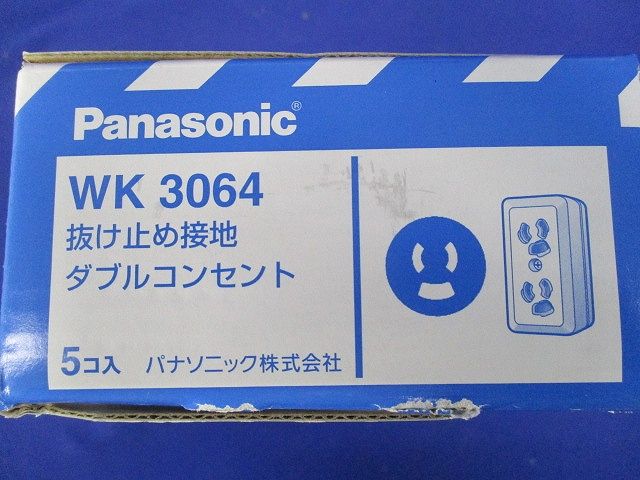 Panasonic®
WK 3064
抜け止め接地
ダブルコンセント
5コ入 パナソニック株式会社